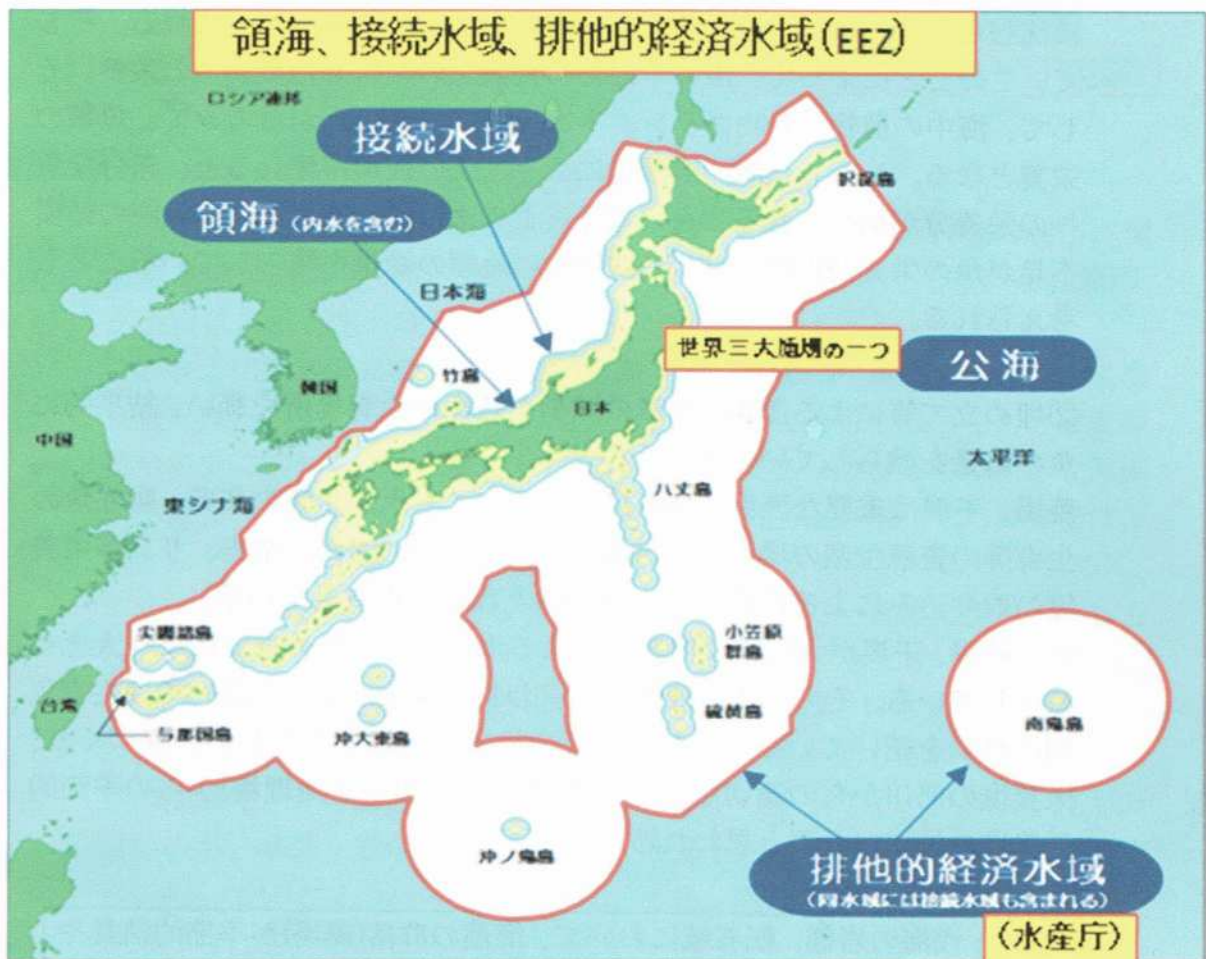 領海、接続水域、排他的経済水域(EEZ)
ロシア連邦
接続水域
択捉島
領海(内水を含む)
日本海
世界三大漁場の一つ
公海
竹島
韓国
日本
中国
太平洋
八丈島
東シナ海
尖閣諸島
小笠原
群島
台湾
硫黄島
南鳥島
与那国島
沖大東島
沖ノ鳥島
排他的経済水域
(同水域には接続水域も含まれる)
(水産庁)